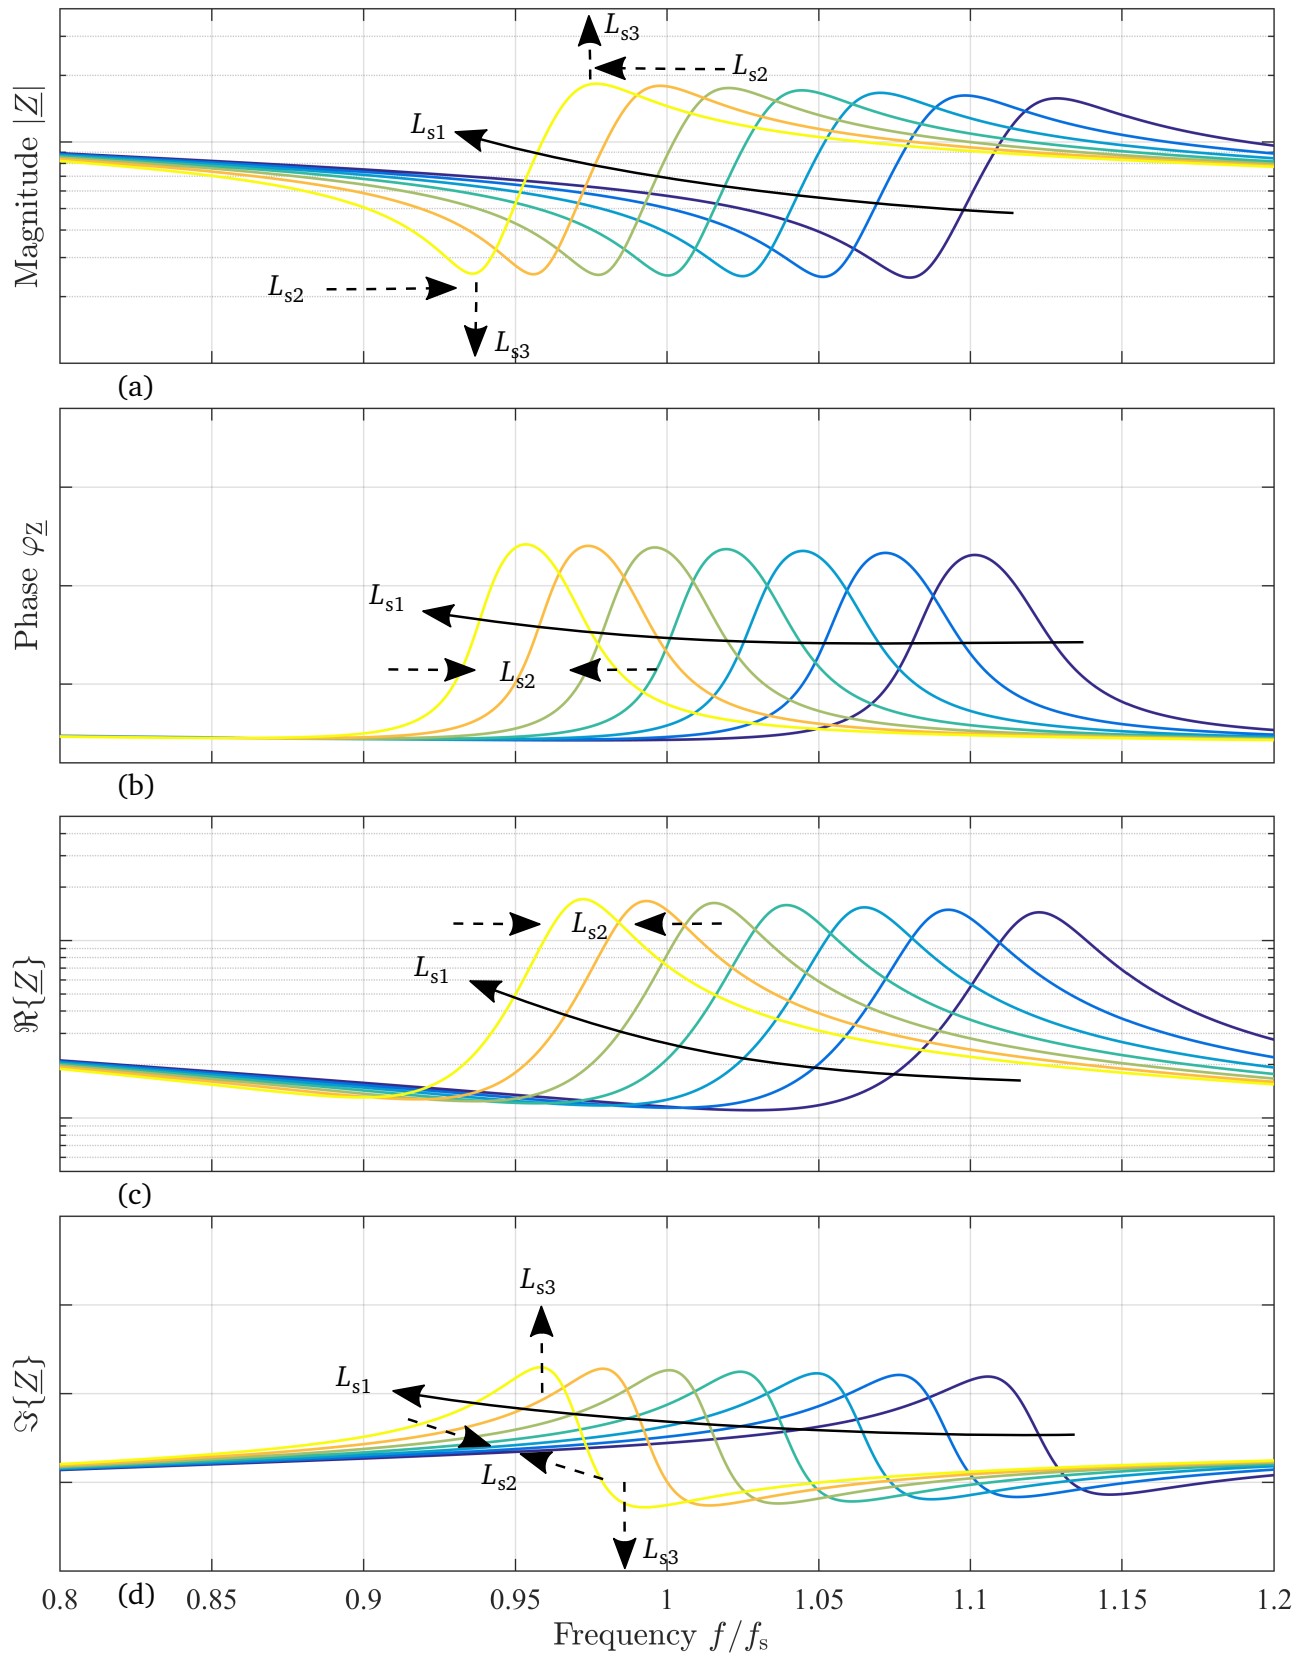 Magnitude |Z|
L_s3
L_s2
L_s1
L_s2
L_s3
(a)
Phase φ_Z
L_s1
L_s2
(b)
ℜ{Z}
L_s2
L_s1
(c)
ℑ{Z}
L_s3
L_s1
L_s2
L_s3
(d)
0.8 0.85 0.9 0.95 1 1.05 1.1 1.15 1.2
Frequency f/f_s